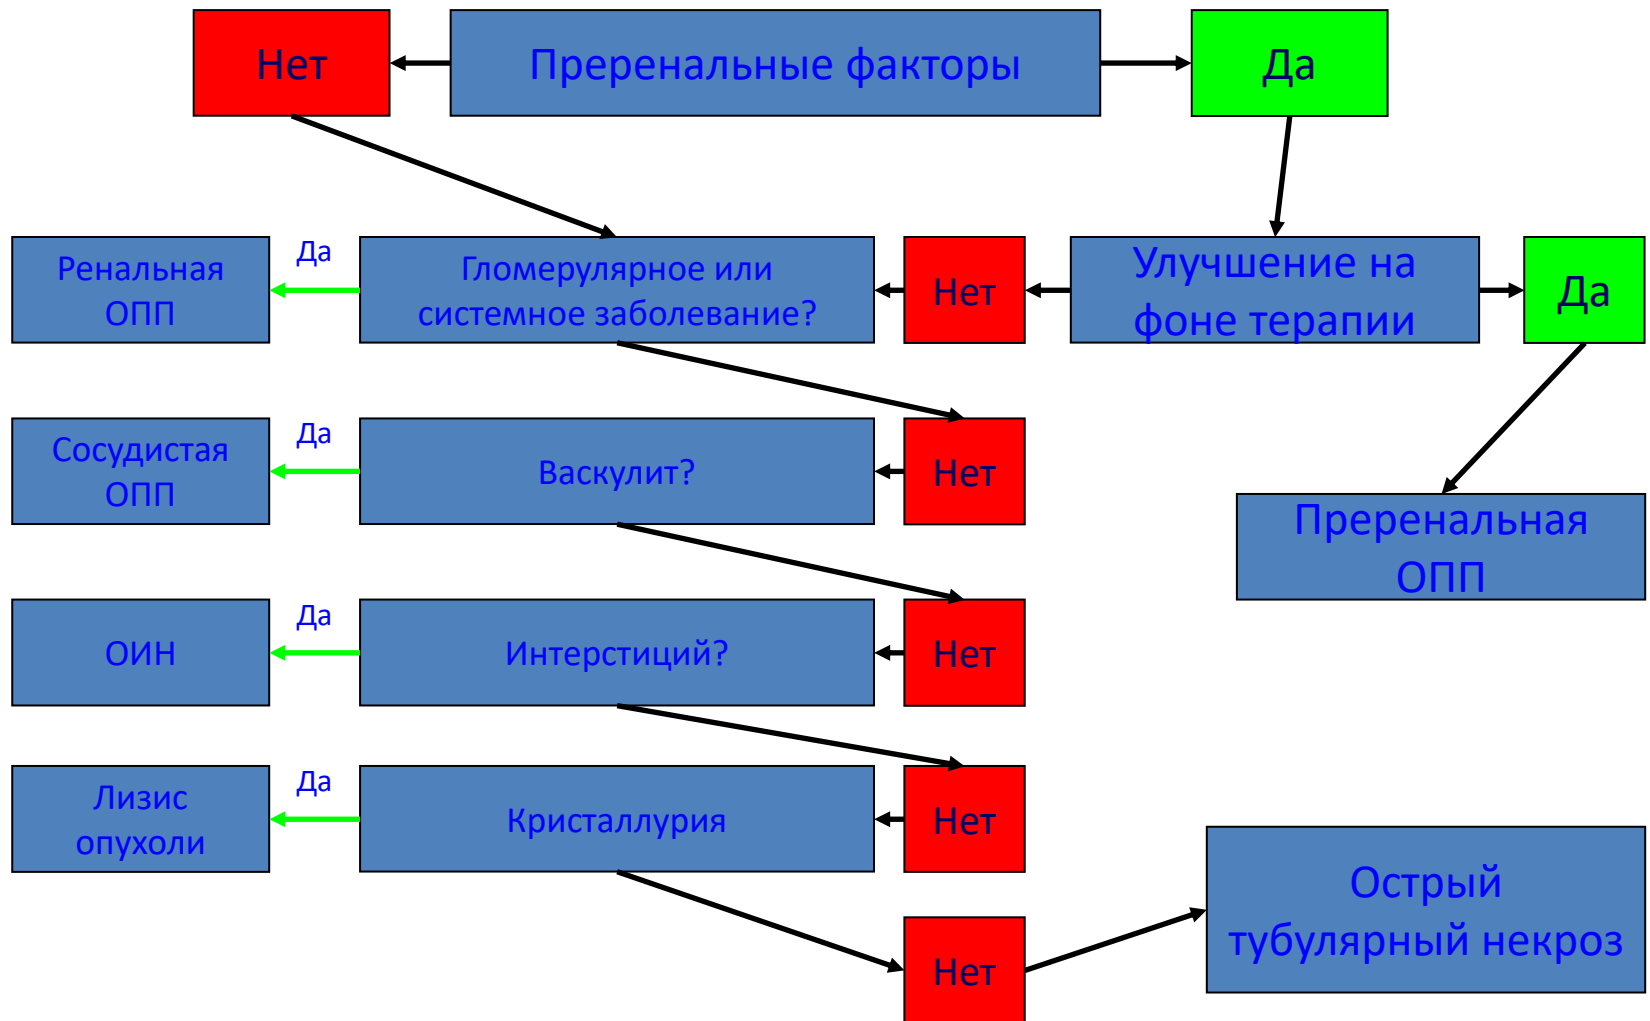 Нет
Преренальные факторы
Да
Ренальная
ОПП
Да
Гломерулярное или
системное заболевание?
Нет
Улучшение на
фоне терапии
Да
Сосудистая
ОПП
Да
Васкулит?
Нет
Преренальная
ОПП
ОИН
Да
Интерстиций?
Нет
Лизис
опухоли
Да
Кристаллурия
Нет
Острый
тубулярный некроз
Нет